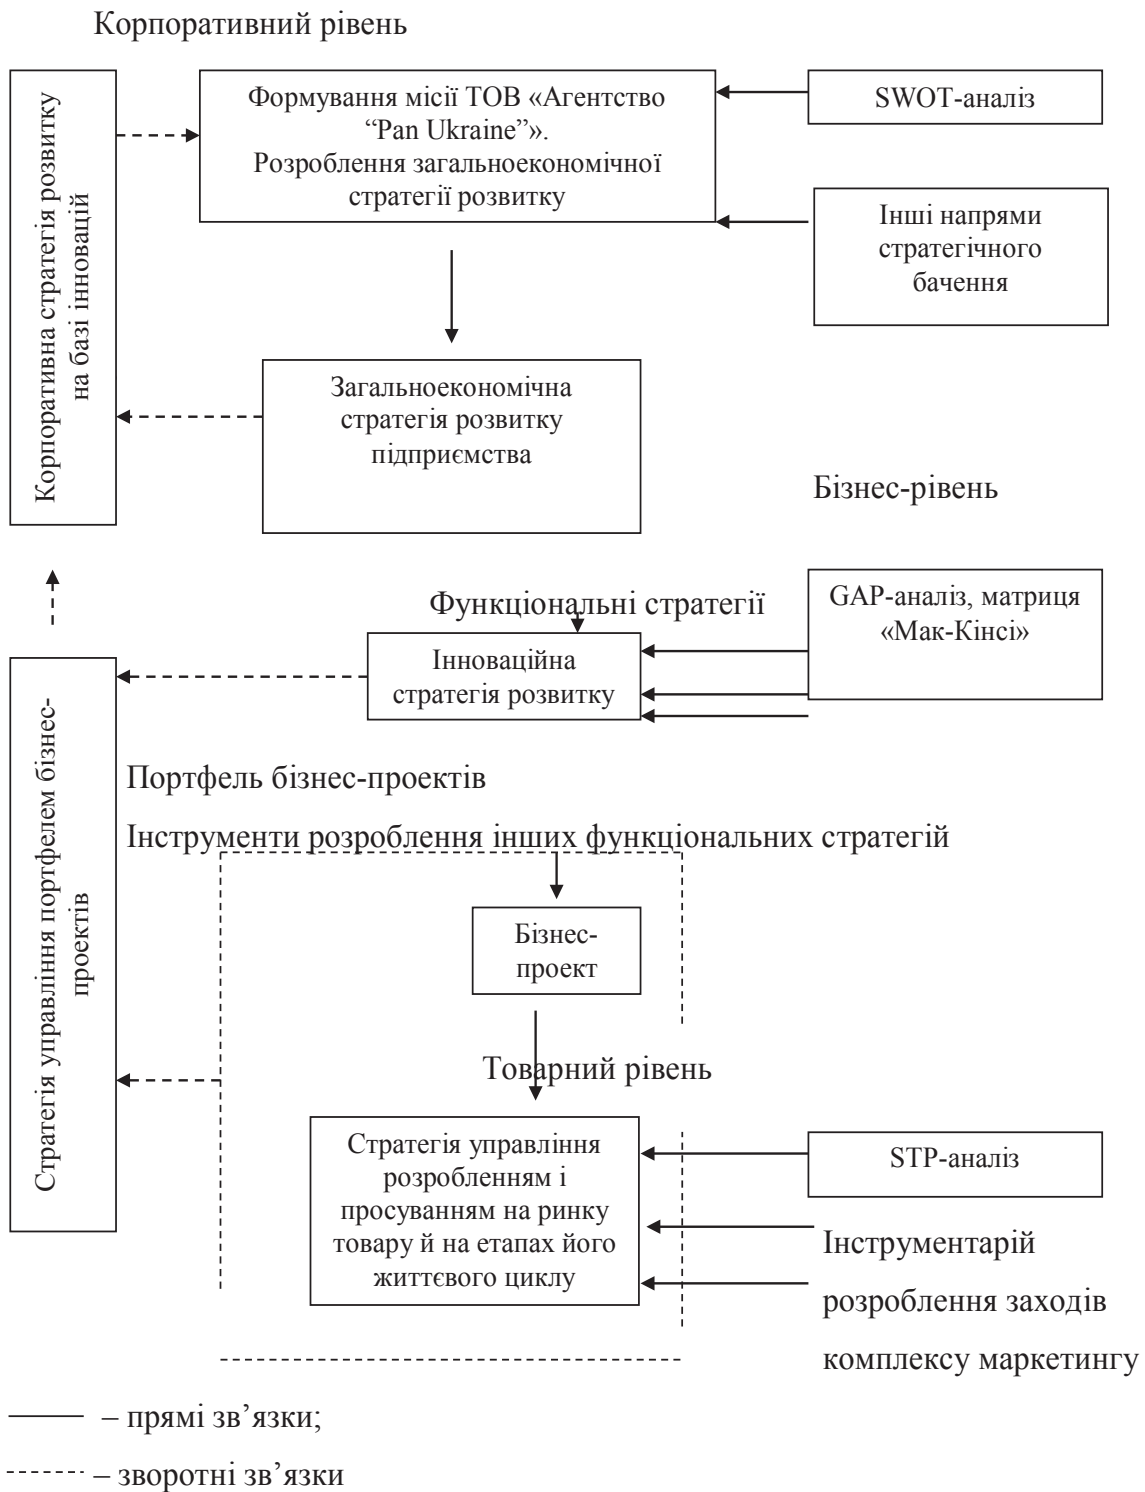 Корпоративний рівень
Корпоративна стратегія розвитку
на базі інновацій
Формування місії ТОВ «Агентство
“Pan Ukraine”».
Розроблення загальноекономічної
стратегії розвитку
SWOT-аналіз
Інші напрями
стратегічного
бачення
Загальноекономічна
стратегія розвитку
підприємства
Бізнес-рівень
Функціональні стратегії
GAP-аналіз, матриця
«Мак-Кінсі»
Інноваційна
стратегія розвитку
Стратегія управління портфелем бізнес-
проектів
Портфель бізнес-проектів
Інструменти розроблення інших функціональних стратегій
Бізнес-
проект
Товарний рівень
Стратегія управління
розробленням і
просуванням на ринку
товару й на етапах його
життєвого циклу
STP-аналіз
Інструментарій
розроблення заходів
комплексу маркетингу
– прямі зв’язки;
– зворотні зв’язки